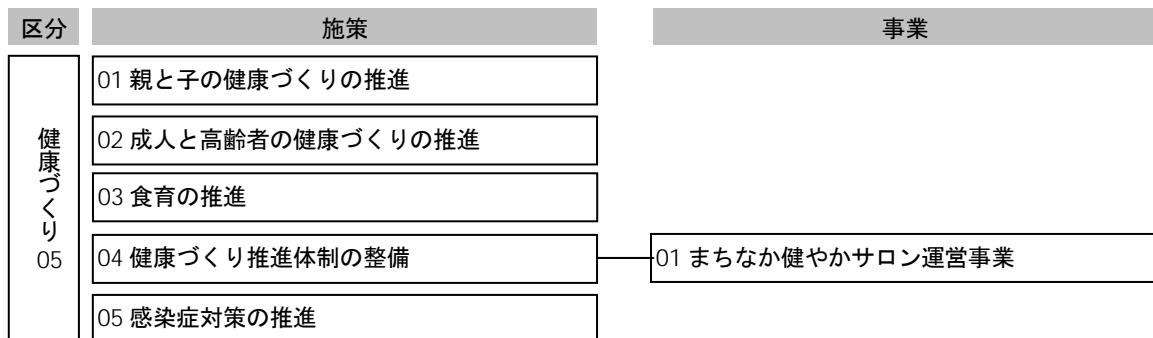 区分 施策 事業
健康づくり 05
01 親と子の健康づくりの推進
02 成人と高齢者の健康づくりの推進
03 食育の推進
04 健康づくり推進体制の整備 01 まちなか健やかサロン運営事業
05 感染症対策の推進